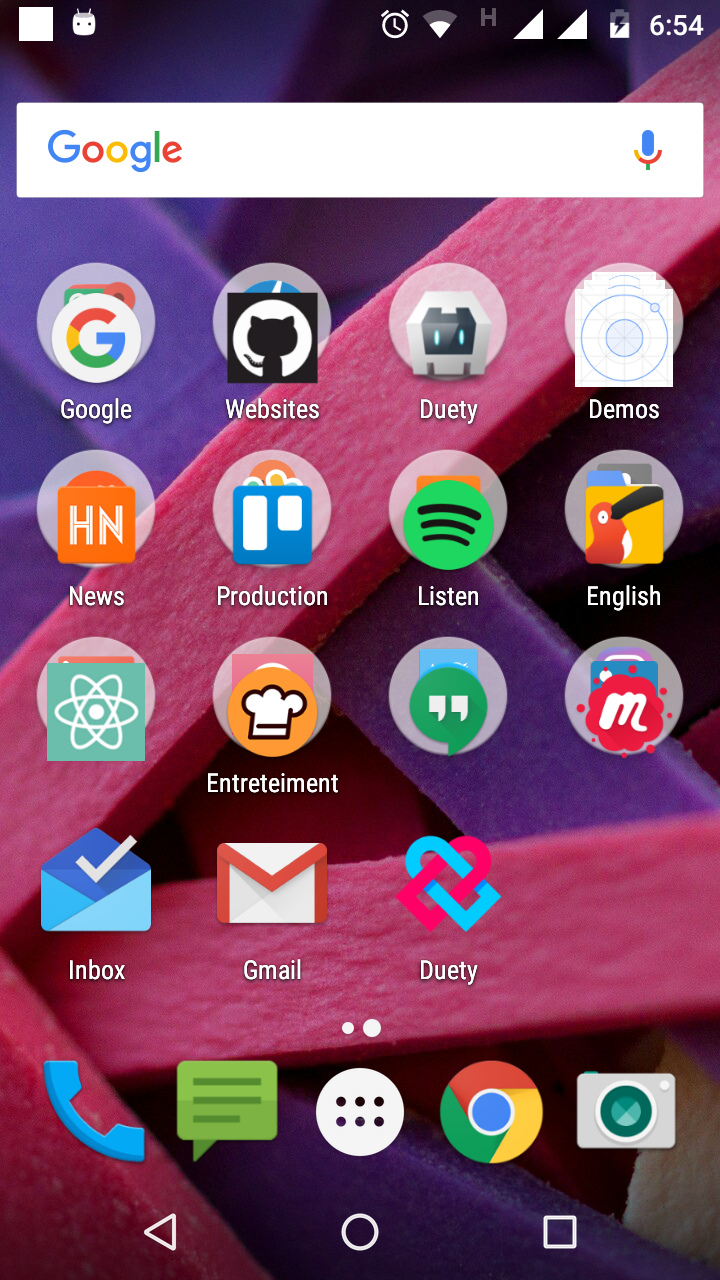 H 6:54
Google
Google Websites Duety Demos
HN
News Production Listen English
m
Entreteiment
Inbox Gmail Duety